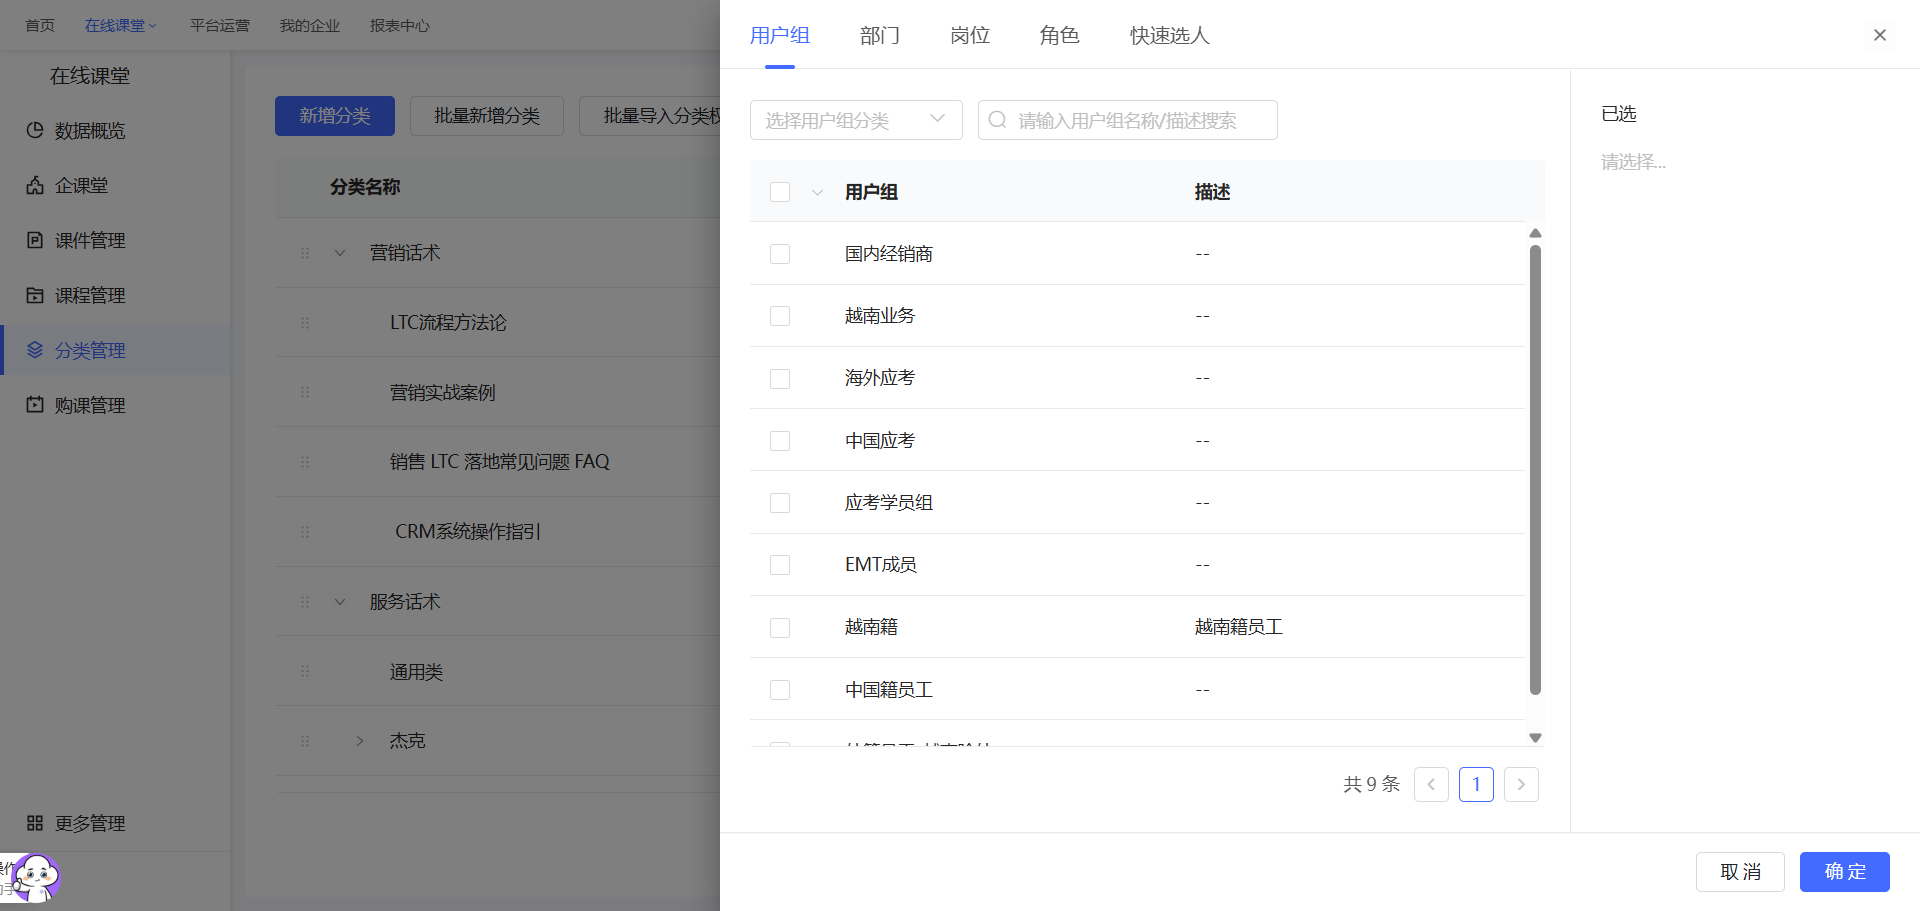 首页 在线课堂 平台运营 我的企业 报表中心
在线课堂
数据概览
企课堂
课件管理
课程管理
分类管理
购课管理
更多管理
新增分类 批量新增分类 批量导入分类权
分类名称
营销话术
LTC流程方法论
营销实战案例
销售 LTC 落地常见问题 FAQ
CRM系统操作指引
服务话术
通用类
杰克
用户组 部门 岗位 角色 快速选人
选择用户组分类 请输入用户组名称/描述搜索
用户组 描述
国内经销商 --
越南业务 --
海外应考 --
中国应考 --
应考学员组 --
EMT成员 --
越南籍 越南籍员工
中国籍员工 --
共 9 条 1
已选
请选择...
取 消 确 定